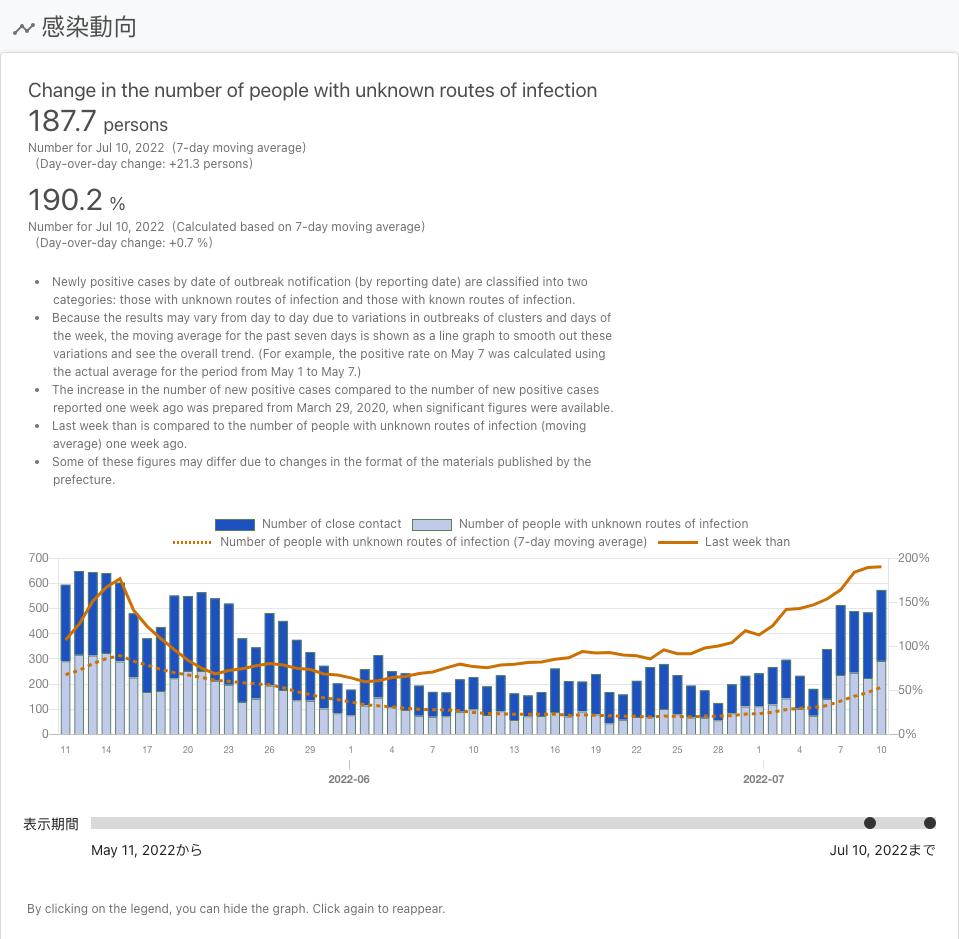 感染動向
Change in the number of people with unknown routes of infection
187.7 persons
Number for Jul 10, 2022 (7-day moving average)
(Day-over-day change: +21.3 persons)
190.2 %
Number for Jul 10, 2022 (Calculated based on 7-day moving average)
(Day-over-day change: +0.7 %)
• Newly positive cases by date of outbreak notification (by reporting date) are classified into two
categories: those with unknown routes of infection and those with known routes of infection.
• Because the results may vary from day to day due to variations in outbreaks of clusters and days of
the week, the moving average for the past seven days is shown as a line graph to smooth out these
variations and see the overall trend. (For example, the positive rate on May 7 was calculated using
the actual average for the period from May 1 to May 7.)
• The increase in the number of new positive cases compared to the number of new positive cases
reported one week ago was prepared from March 29, 2020, when significant figures were available.
• Last week than is compared to the number of people with unknown routes of infection (moving
average) one week ago.
• Some of these figures may differ due to changes in the format of the materials published by the
prefecture.
Number of close contact Number of people with unknown routes of infection
Number of people with unknown routes of infection (7-day moving average) Last week than
700 200%
600
500 150%
400
300 100%
200 50%
100
0 0%
11 14 17 20 23 26 29 1 4 7 10 13 16 19 22 25 28 1 4 7 10
2022-06 2022-07
表示期間
May 11, 2022から Jul 10, 2022まで
By clicking on the legend, you can hide the graph. Click again to reappear.